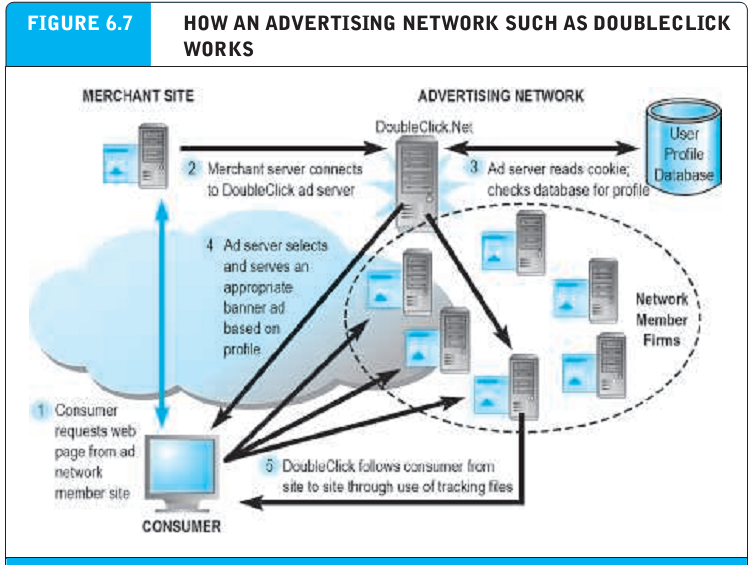 FIGURE 6.7
HOW AN ADVERTISING NETWORK SUCH AS DOUBLECLICK
WORKS
MERCHANT SITE
ADVERTISING NETWORK
DoubleClick.Net
User
Profile
Database
2 Merchant server connects
to DoubleClick ad server
3 Ad server reads cookie;
checks database for profile
4 Ad server selects
and serves an
appropriate
banner ad
based on
profile
Network
Member
Firms
1 Consumer
requests web
page from ad
network
member site
5 DoubleClick follows consumer from
site to site through use of tracking files
CONSUMER